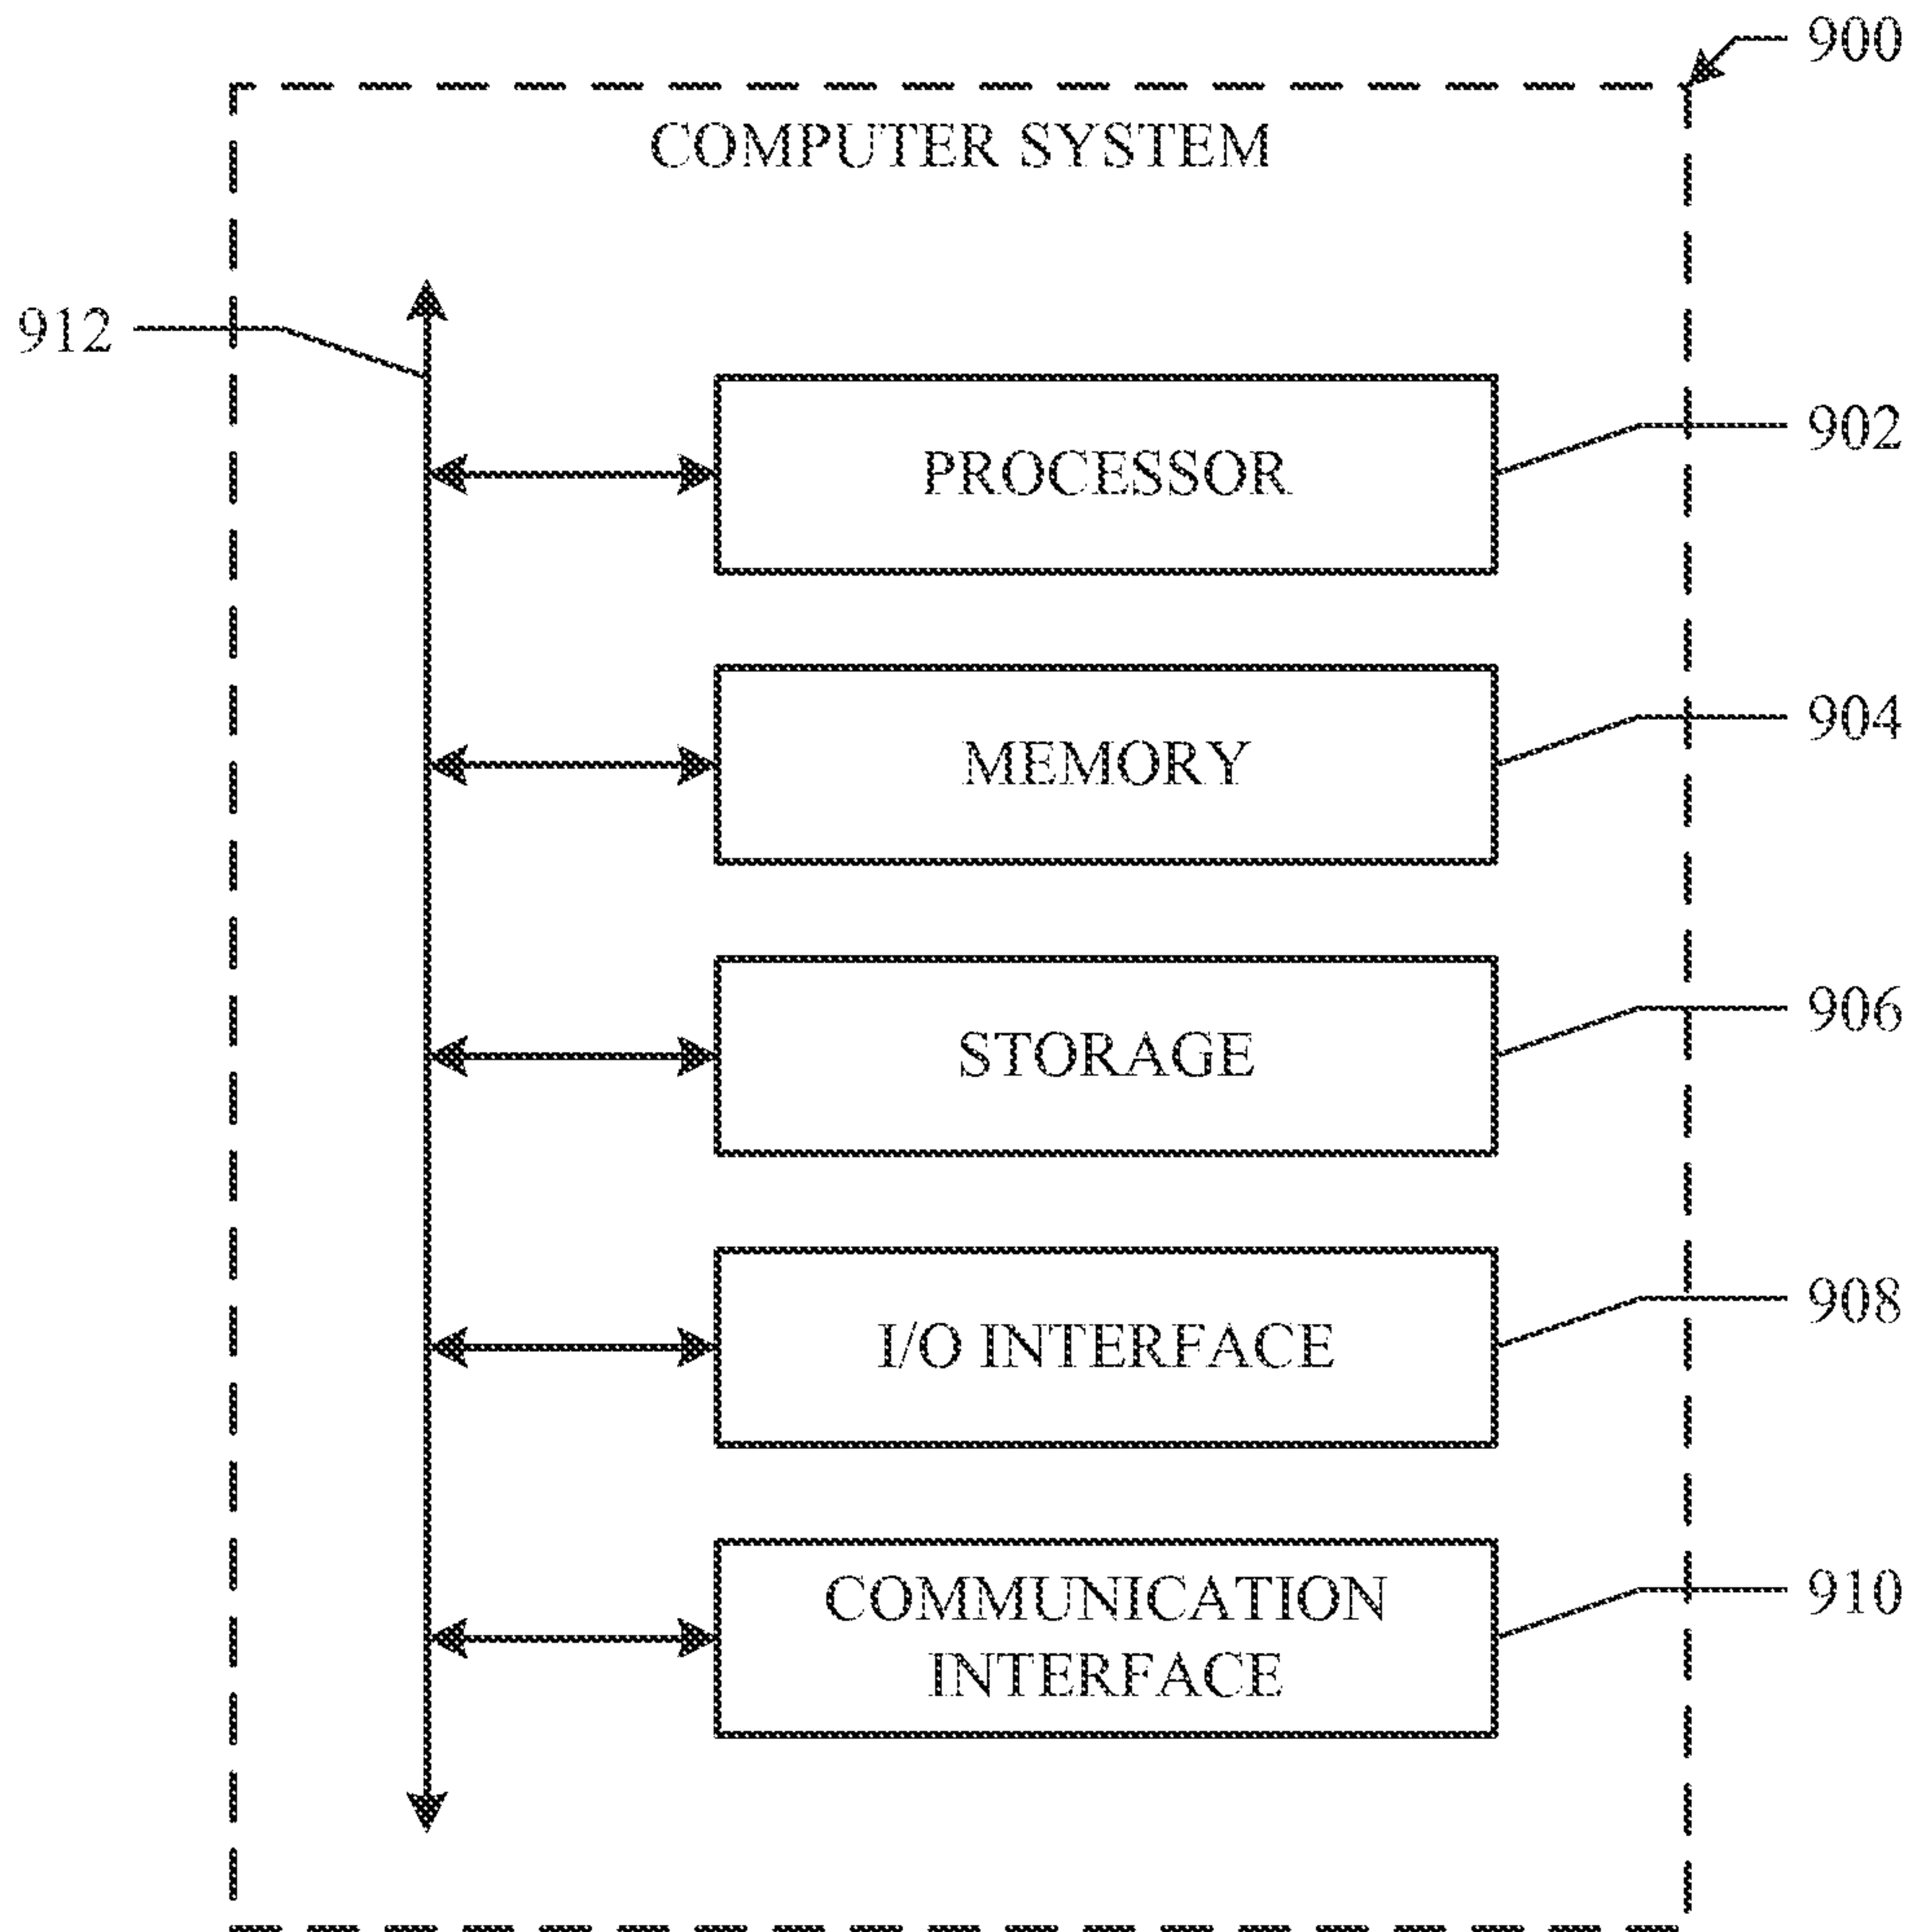 900
COMPUTER SYSTEM
912
PROCESSOR
902
MEMORY
904
STORAGE
906
I/O INTERFACE
908
COMMUNICATION
INTERFACE
910